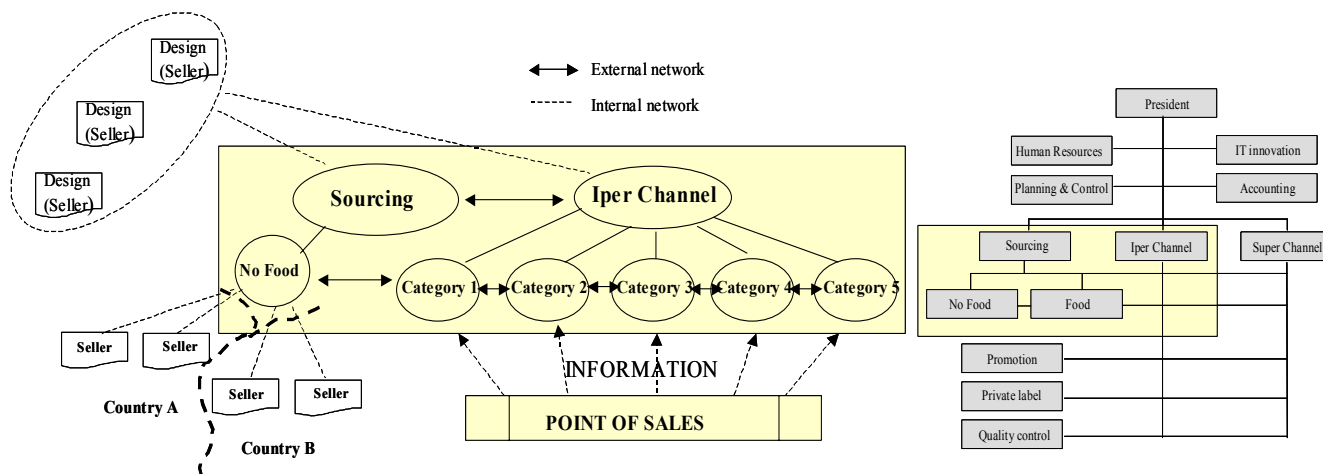 Design
(Seller)
Design
(Seller)
Design
(Seller)
External network
Internal network
Sourcing
Iper Channel
No Food
Category 1
Category 2
Category 3
Category 4
Category 5
Seller
Seller
Seller
Seller
Country A
Country B
INFORMATION
POINT OF SALES
President
Human Resources
IT innovation
Planning & Control
Accounting
Sourcing
Iper Channel
Super Channel
No Food
Food
Promotion
Private label
Quality control